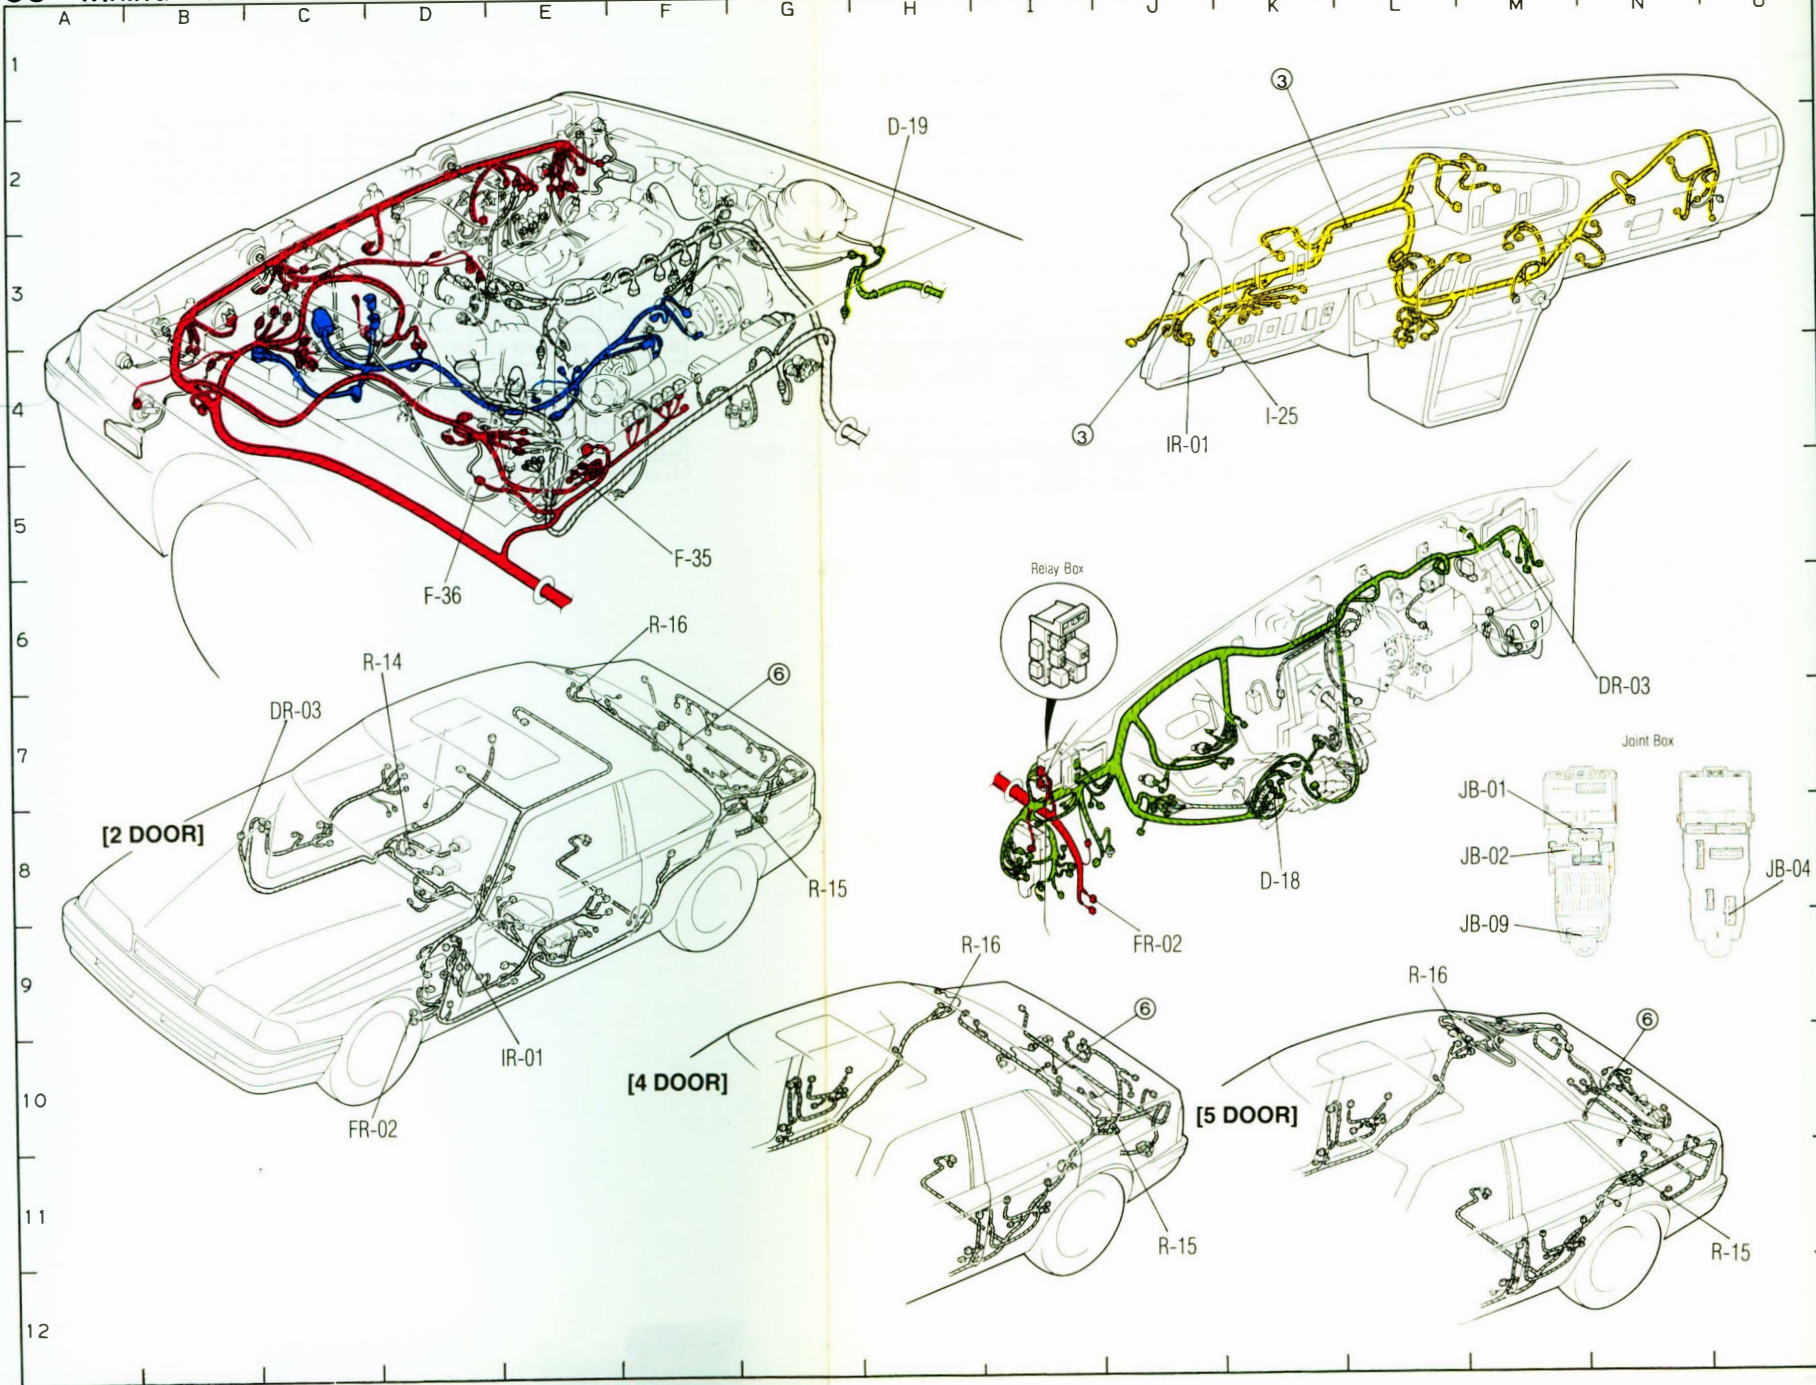 A B C D E F G H I J K L M N O
1
2
3
4
5
6
7
8
9
10
11
12
D-19
F-35
F-36
③
③
IR-01
I-25
Relay Box
DR-03
D-18
FR-02
Joint Box
JB-01
JB-02
JB-09
JB-04
R-16
R-14
⑥
DR-03
[2 DOOR]
R-15
IR-01
FR-02
R-16
⑥
[4 DOOR]
R-15
R-16
⑥
[5 DOOR]
R-15